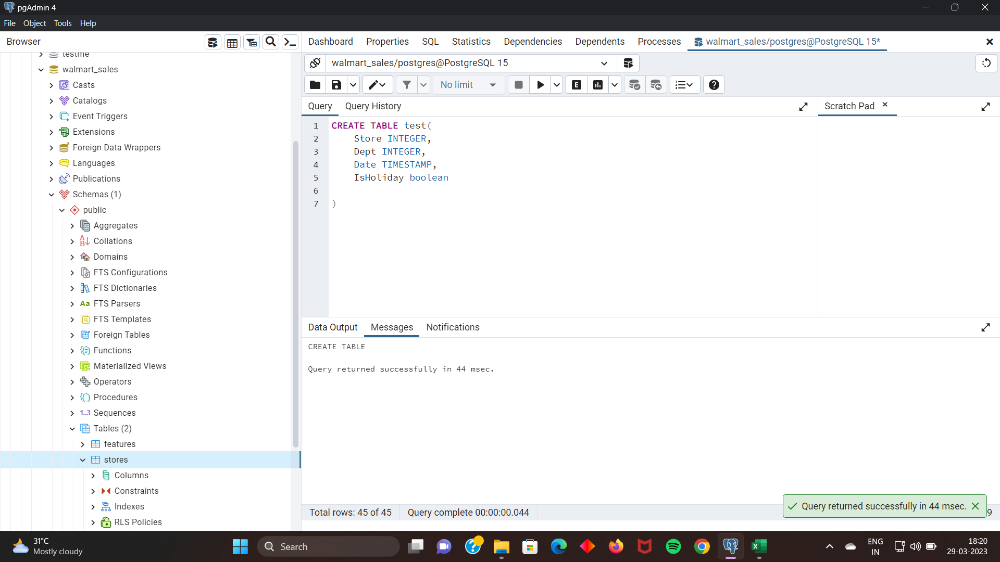 pgAdmin 4
File Object Tools Help
Browser
Dashboard Properties SQL Statistics Dependencies Dependents Processes walmart_sales/postgres@PostgreSQL 15*
testme
walmart_sales
Casts
Catalogs
Event Triggers
Extensions
Foreign Data Wrappers
Languages
Publications
Schemas (1)
public
Aggregates
Collations
Domains
FTS Configurations
FTS Dictionaries
Aa FTS Parsers
FTS Templates
Foreign Tables
Functions
Materialized Views
Operators
Procedures
1..3 Sequences
Tables (2)
features
stores
Columns
Constraints
Indexes
RLS Policies
walmart_sales/postgres@PostgreSQL 15
No limit
E
Query Query History
Scratch Pad
1 CREATE TABLE test(
2 Store INTEGER,
3 Dept INTEGER,
4 Date TIMESTAMP,
5 IsHoliday boolean
6
7 )
Data Output Messages Notifications
CREATE TABLE
Query returned successfully in 44 msec.
Total rows: 45 of 45 Query complete 00:00:00.044
Query returned successfully in 44 msec.
9
31°C
Mostly cloudy
Search
ENG
IN
18:20
29-03-2023